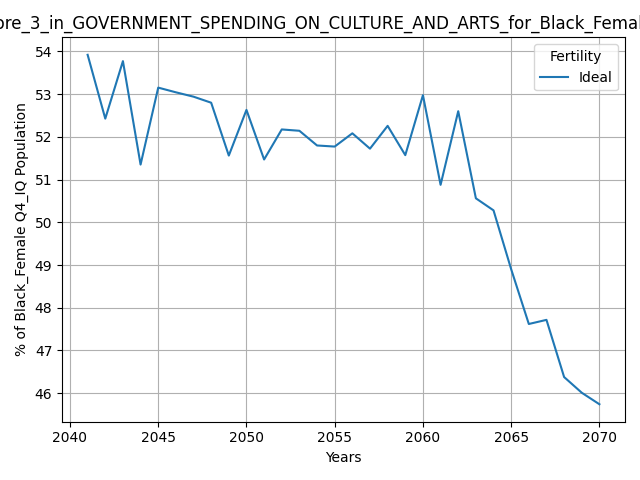 ore_3_in_GOVERNMENT_SPENDING_ON_CULTURE_AND_ARTS_for_Black_Femal
Fertility
Ideal
% of Black_Female Q4_IQ Population
54
53
52
51
50
49
48
47
46
2040 2045 2050 2055 2060 2065 2070
Years